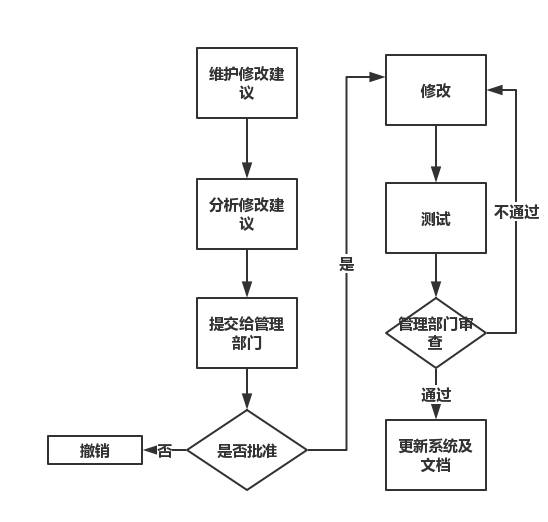 维护修改建
议
分析修改建
议
提交给管理
部门
是否批准
否
撤销
是
修改
测试
管理部门审
查
不通过
通过
更新系统及
文档